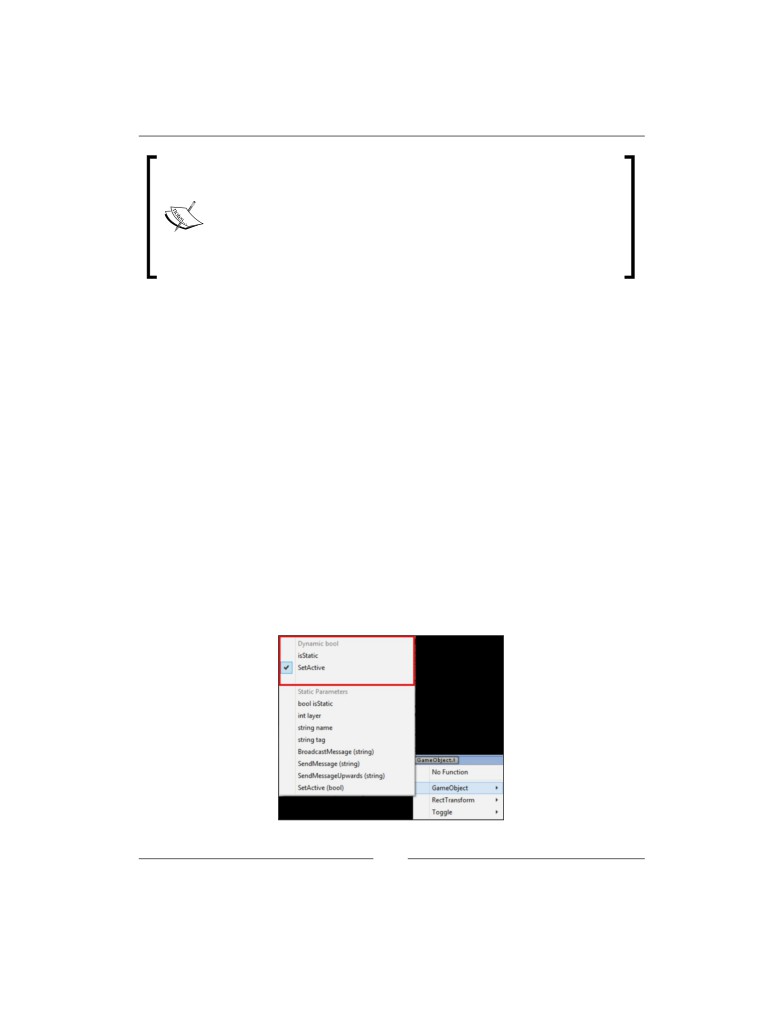 Dynamic bool
isStatic
SetActive
Static Parameters
bool isStatic
int layer
string name
string tag
BroadcastMessage (string)
SendMessage (string)
SendMessageUpwards (string)
SetActive (bool)
No Function
GameObject
RectTransform
Toggle